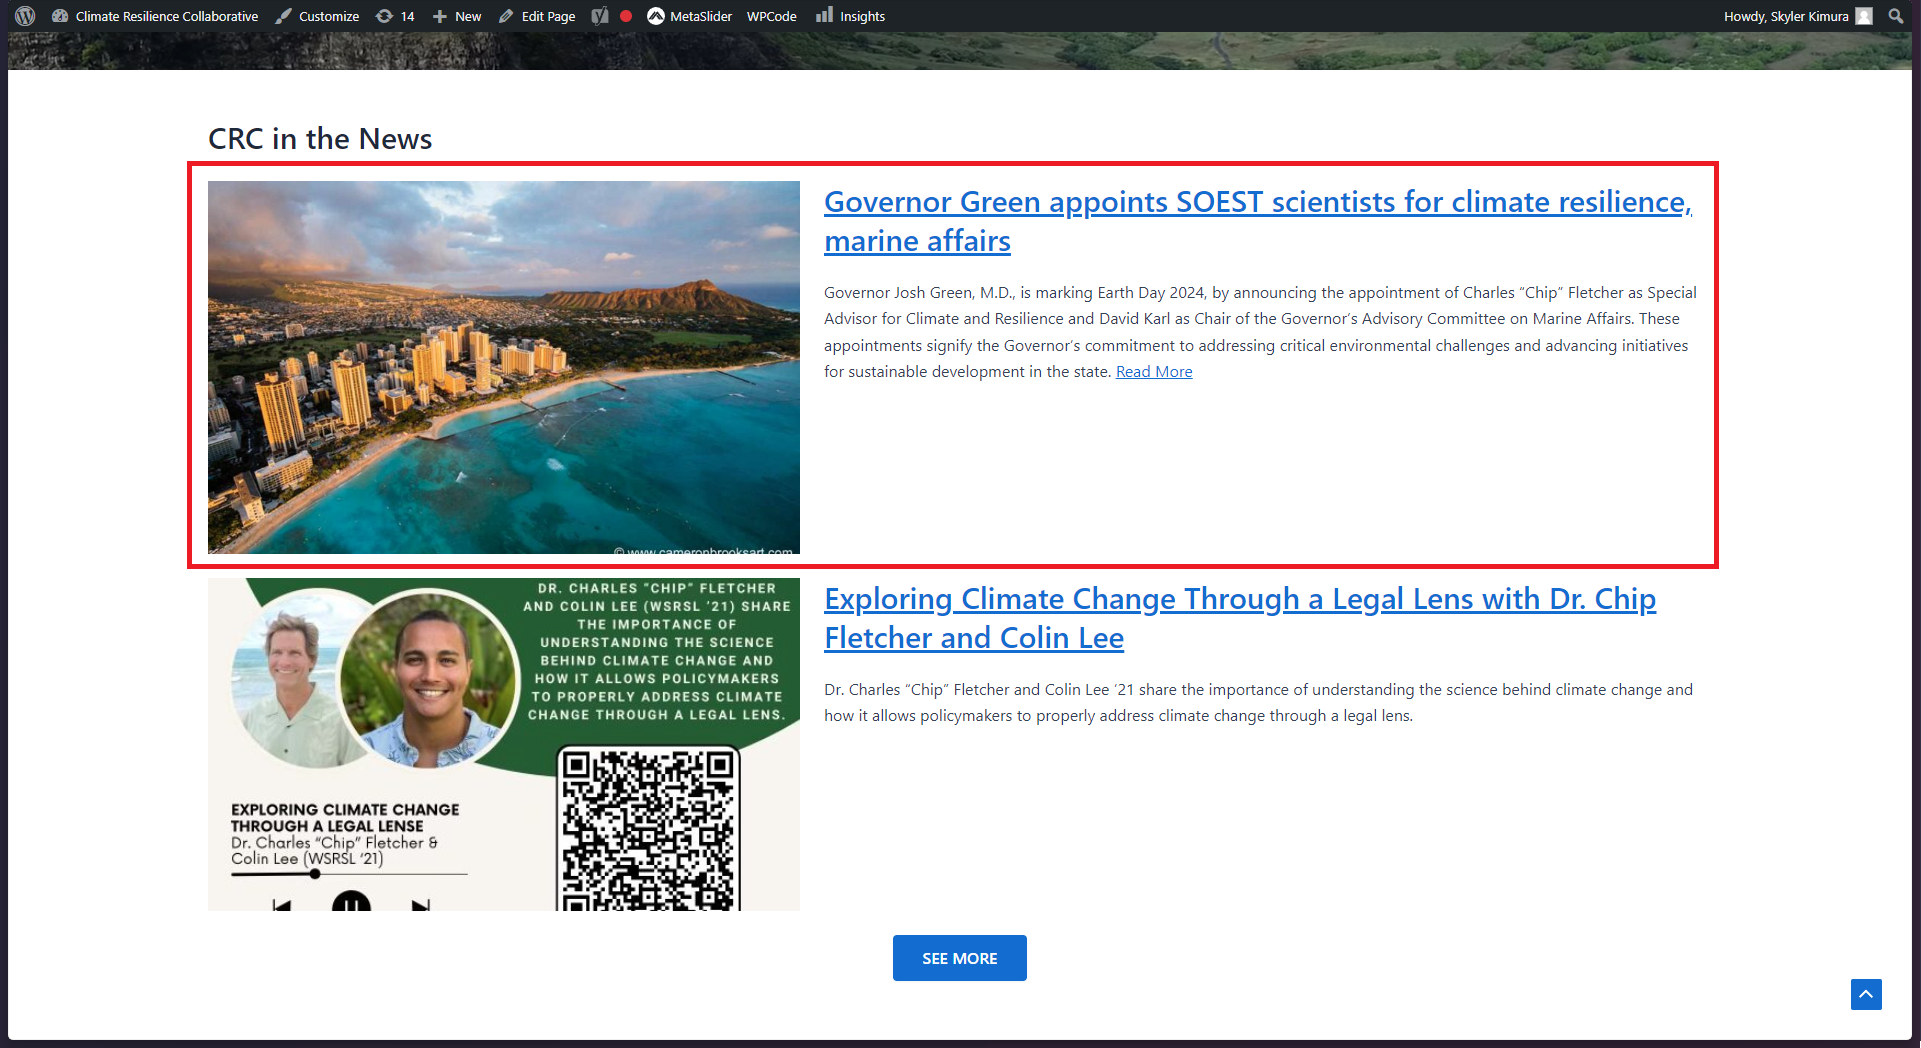 Climate Resilience Collaborative Customize 14 New Edit Page MetaSlider WPCode Insights Howdy, Skyler Kimura
CRC in the News
Governor Green appoints SOEST scientists for climate resilience,
marine affairs
Governor Josh Green, M.D., is marking Earth Day 2024, by announcing the appointment of Charles “Chip” Fletcher as Special
Advisor for Climate and Resilience and David Karl as Chair of the Governor’s Advisory Committee on Marine Affairs. These
appointments signify the Governor’s commitment to addressing critical environmental challenges and advancing initiatives
for sustainable development in the state. Read More
© www.cameronbrooksart.com
DR. CHARLES “CHIP” FLETCHER
AND COLIN LEE (WSRSL ’21) SHARE
THE IMPORTANCE OF
UNDERSTANDING THE SCIENCE
BEHIND CLIMATE CHANGE AND
HOW IT ALLOWS POLICYMAKERS
TO PROPERLY ADDRESS CLIMATE
CHANGE THROUGH A LEGAL LENS.
EXPLORING CLIMATE CHANGE
THROUGH A LEGAL LENSE
Dr. Charles “Chip” Fletcher &
Colin Lee (WSRSL ’21)
Exploring Climate Change Through a Legal Lens with Dr. Chip
Fletcher and Colin Lee
Dr. Charles “Chip” Fletcher and Colin Lee ’21 share the importance of understanding the science behind climate change and
how it allows policymakers to properly address climate change through a legal lens.
SEE MORE